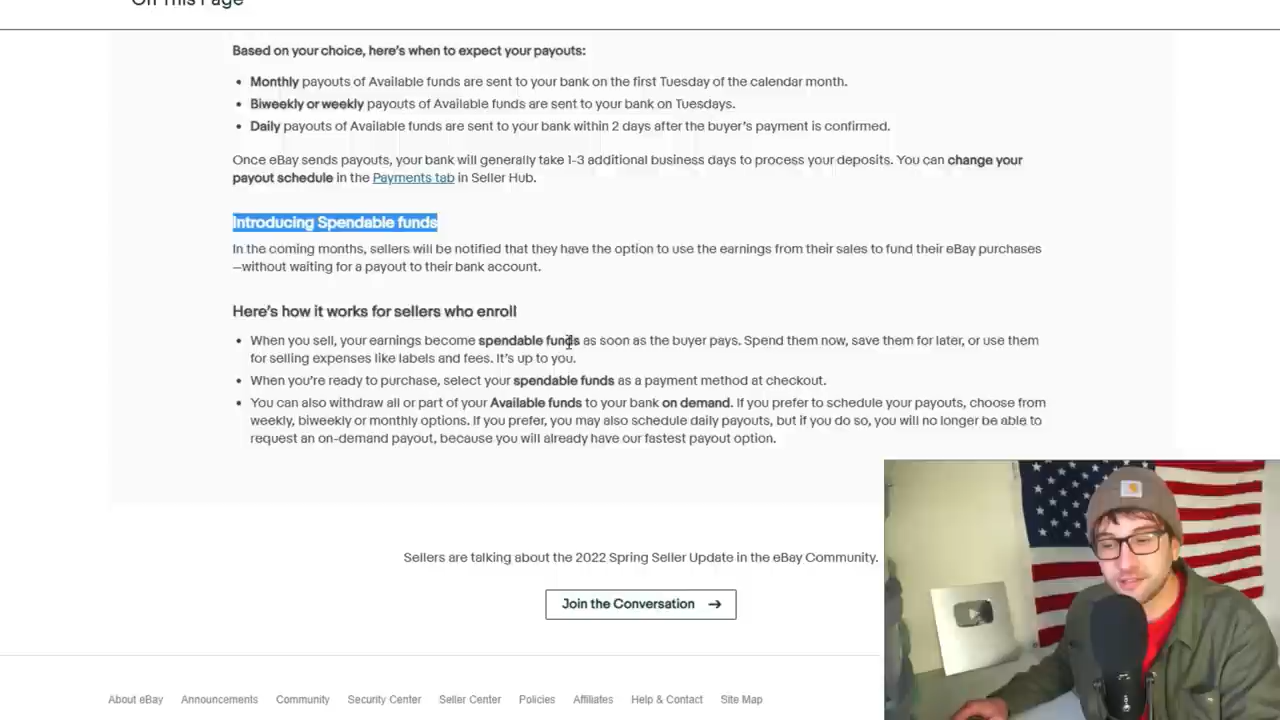 On This Page
Based on your choice, here's when to expect your payouts:
• Monthly payouts of Available funds are sent to your bank on the first Tuesday of the calendar month.
• Biweekly or weekly payouts of Available funds are sent to your bank on Tuesdays.
• Daily payouts of Available funds are sent to your bank within 2 days after the buyer's payment is confirmed.
Once eBay sends payouts, your bank will generally take 1-3 additional business days to process your deposits. You can change your
payout schedule in the Payments tab in Seller Hub.
Introducing Spendable funds
In the coming months, sellers will be notified that they have the option to use the earnings from their sales to fund their eBay purchases
—without waiting for a payout to their bank account.
Here's how it works for sellers who enroll
• When you sell, your earnings become spendable funds as soon as the buyer pays. Spend them now, save them for later, or use them
for selling expenses like labels and fees. It's up to you.
• When you're ready to purchase, select your spendable funds as a payment method at checkout.
• You can also withdraw all or part of your Available funds to your bank on demand. If you prefer to schedule your payouts, choose from
weekly, biweekly or monthly options. If you prefer, you may also schedule daily payouts, but if you do so, you will no longer be able to
request an on-demand payout, because you will already have our fastest payout option.
Sellers are talking about the 2022 Spring Seller Update in the eBay Community.
Join the Conversation →
About eBay Announcements Community Security Center Seller Center Policies Affiliates Help & Contact Site Map